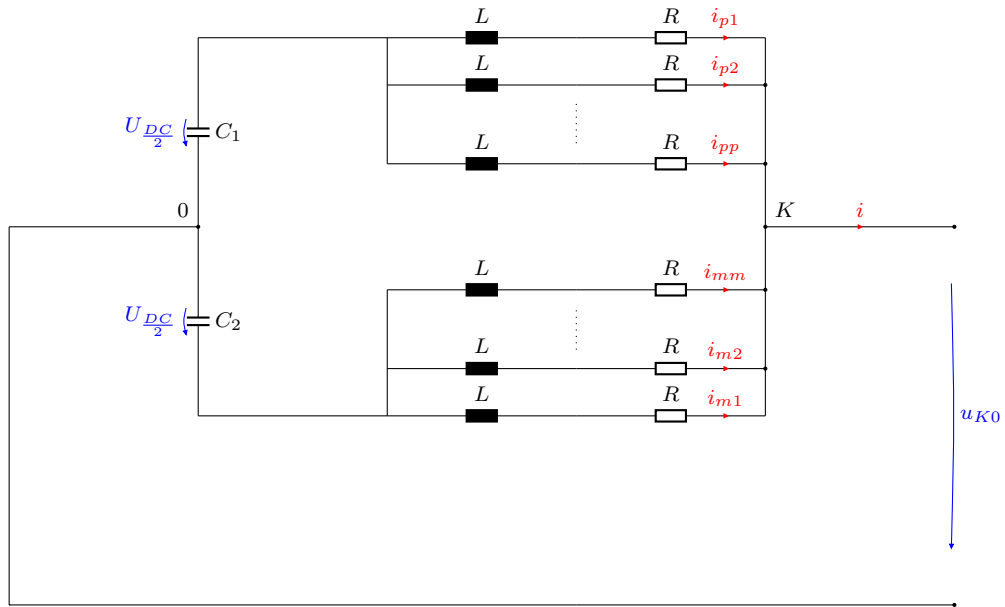 L R i_{p1}
L R i_{p2}
U_{\frac{DC}{2}} C_1
L R i_{pp}
0 K i
L R i_{mm}
U_{\frac{DC}{2}} C_2
L R i_{m2}
L R i_{m1}
u_{K0}